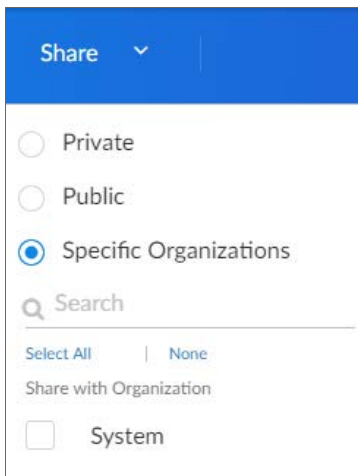 Share
Private
Public
Specific Organizations
Search
Select All | None
Share with Organization
System